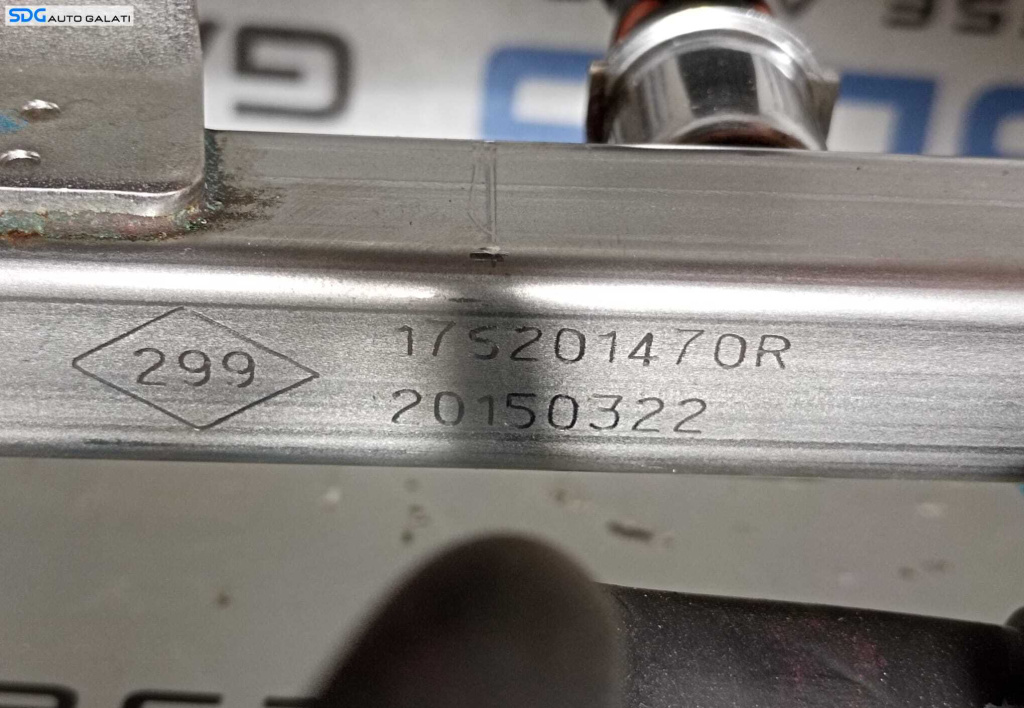 SDG AUTO GALATI
299
175201470R
20150322